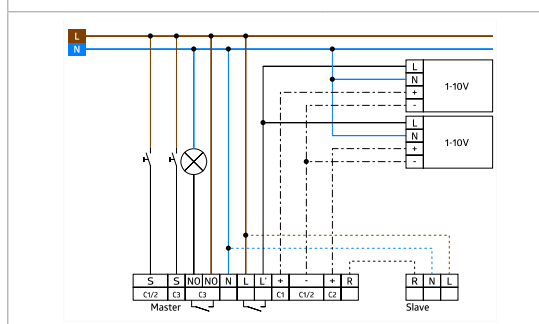 L
N
L
N
+
-
1-10V
L
N
+
-
1-10V
S S NO NO N L L' + - + R
C1/2 C3 C3 C1 C1/2 C2
R N L
Master
Slave